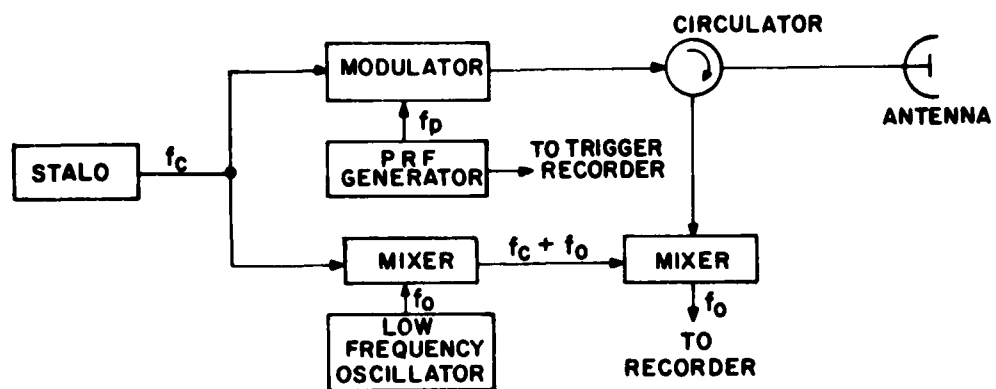 CIRCULATOR
MODULATOR
ANTENNA
fp
STALO
fc
PRF
GENERATOR
TO TRIGGER
RECORDER
MIXER
fc + fo
MIXER
fo
fo
LOW
FREQUENCY
OSCILLATOR
TO
RECORDER